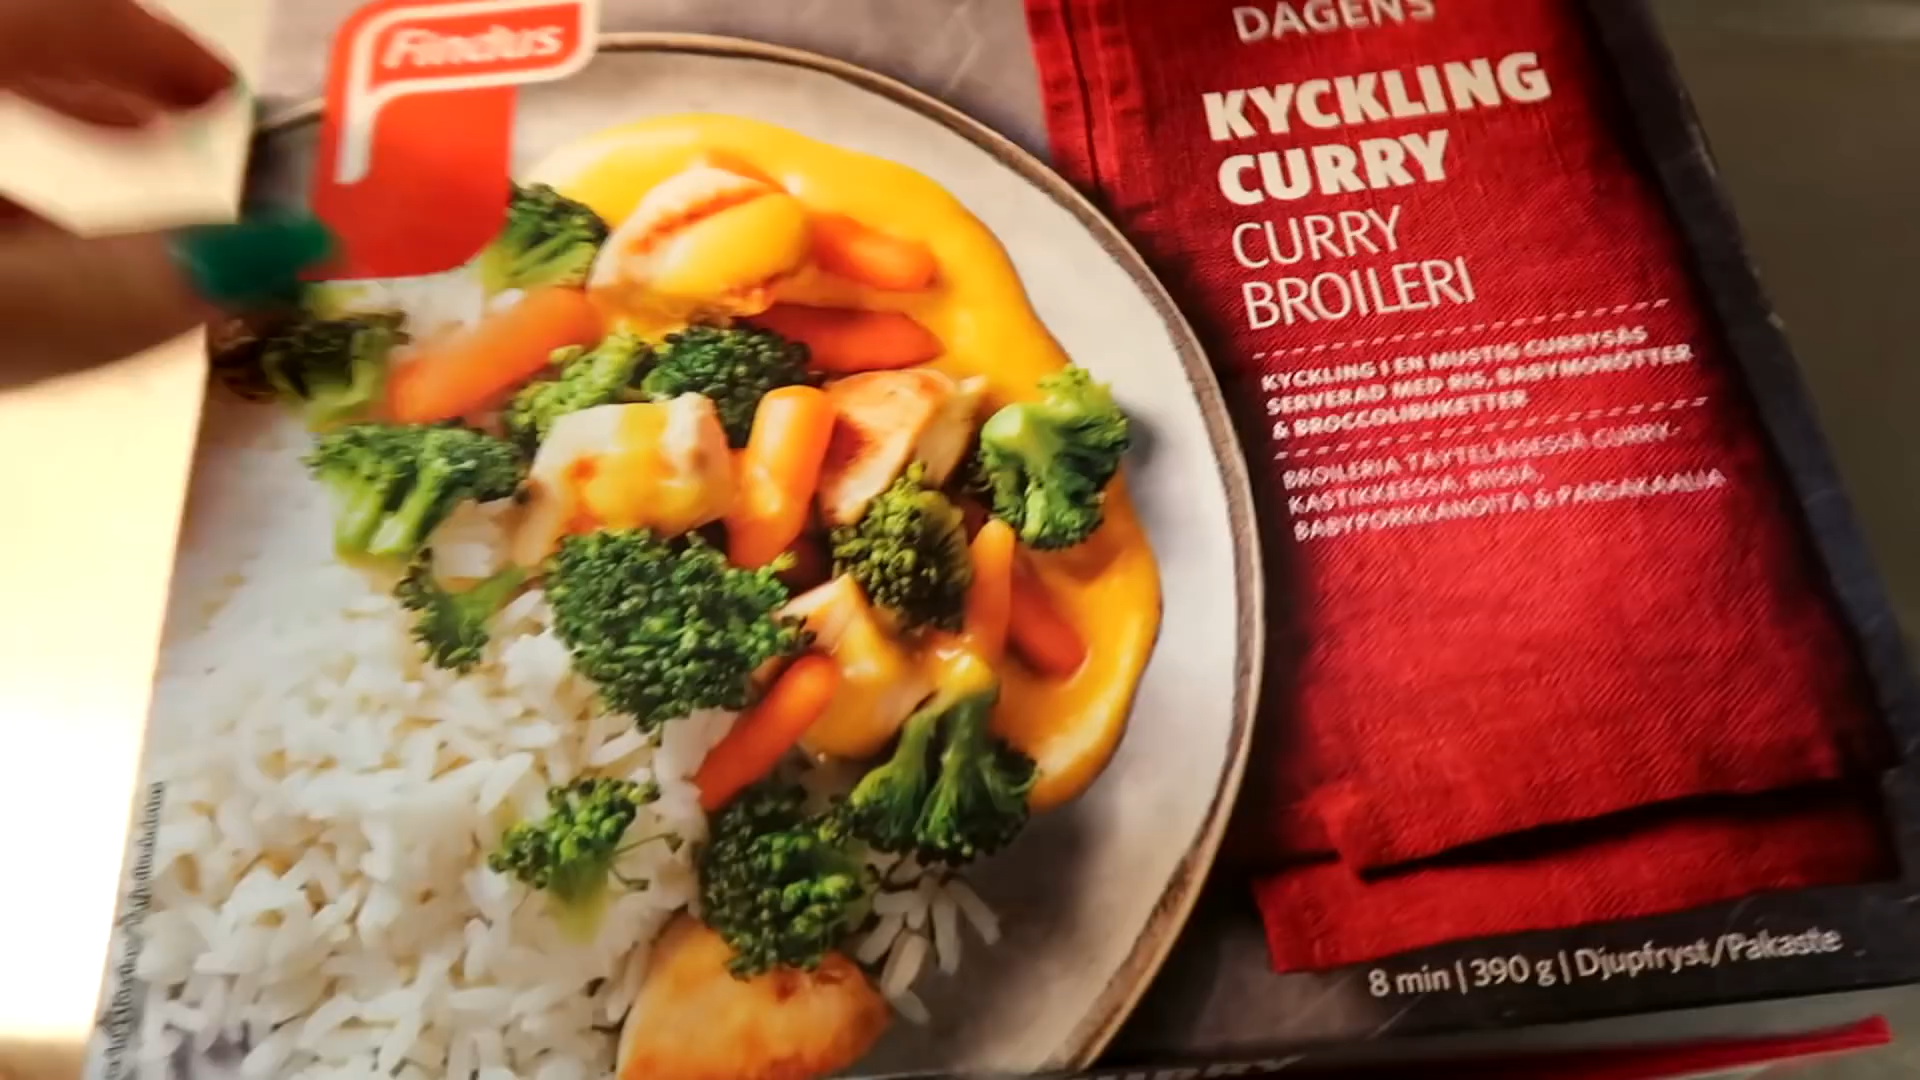 Findus
DAGENS
KYCKLING
CURRY
CURRY
BROILERI
KYCKLING I EN MUSTIG CURRYSÅS
SERVERAD MED RIS, BABYMORÖTTER
& BROCCOLIBUKETTER
BROILERIA TÄYTELÄISESSÄ CURRY-
KASTIKKEESSA, RIISIÄ,
BABYPORKKANOITA & PARSAKAALIA
8 min | 390 g | Djupfryst/Pakaste